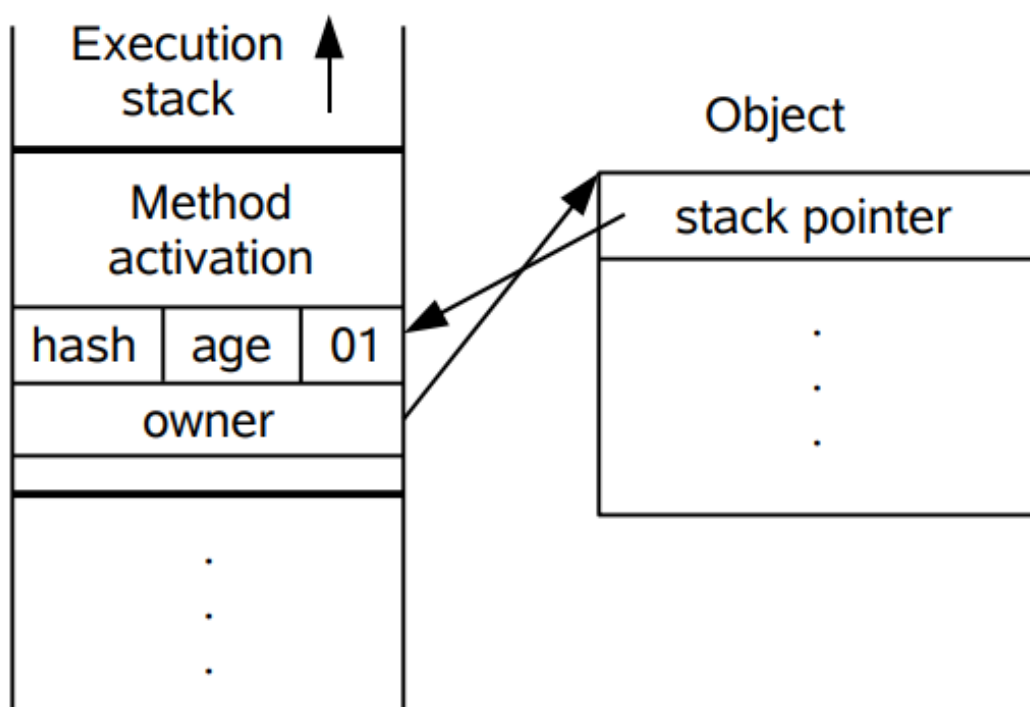 Execution
stack
Object
Method
activation
stack pointer
hash age 01
owner
.
.
.
.
.
.